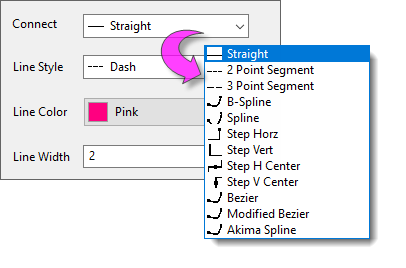 Connect
Straight
Line Style
Dash
Line Color
Pink
Line Width
2
Straight
2 Point Segment
3 Point Segment
B-Spline
Spline
Step Horz
Step Vert
Step H Center
Step V Center
Bezier
Modified Bezier
Akima Spline